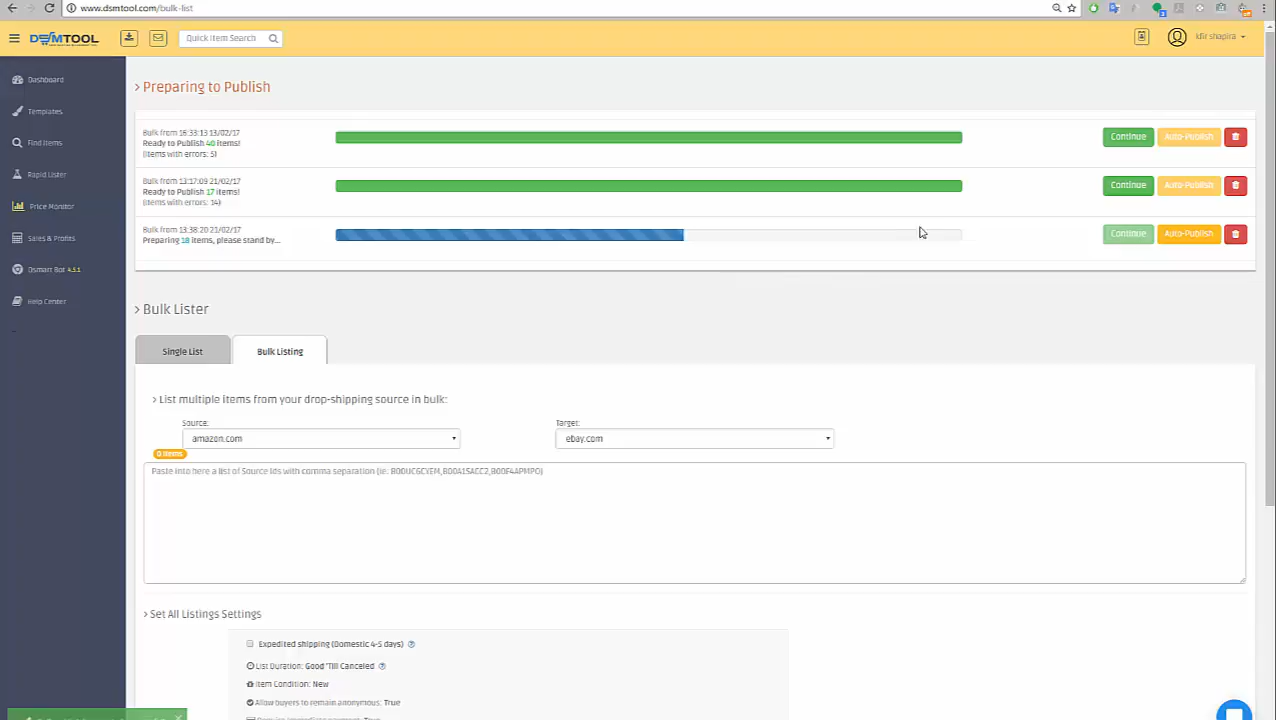 www.dsmtool.com/bulk-list
DSMTOOL
Quick Item Search
kfir shapira
Dashboard
Templates
Find Items
Rapid Lister
Price Monitor
Sales & Profits
Dsmart Bot 4.3.1
Help Center
> Preparing to Publish
Bulk from 16:33:13 13/02/17
Ready to Publish 40 items!
(Items with errors: 5)
Continue Auto-Publish
Bulk from 13:17:09 21/02/17
Ready to Publish 17 items!
(Items with errors: 14)
Continue Auto-Publish
Bulk from 13:38:20 21/02/17
Preparing 18 items, please stand by...
Continue Auto-Publish
> Bulk Lister
Single List Bulk Listing
> List multiple items from your drop-shipping source in bulk:
Source: Target:
amazon.com ebay.com
0 Items
Paste into here a list of Source Ids with comma separation (ie: B00UCGCYEM,B00A15AGC2,B00F4APMPO)
> Set All Listings Settings
Expedited shipping (Domestic 4-5 days)
List Duration: Good 'Till Canceled
Item Condition: New
Allow buyers to remain anonymous: True